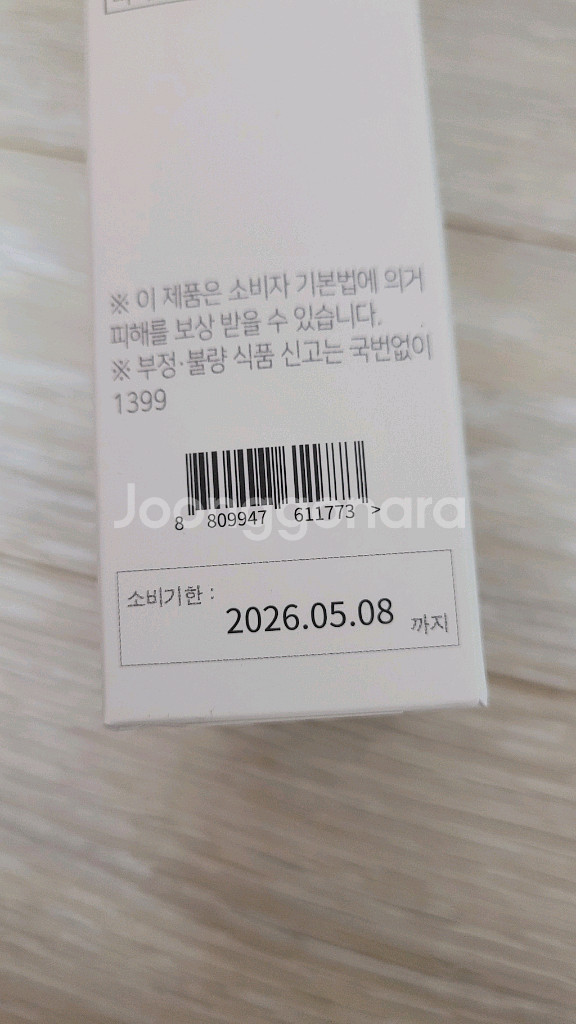 ※ 이 제품은 소비자 기본법에 의거
피해를 보상 받을 수 있습니다.
※ 부정·불량 식품 신고는 국번없이
1399
Joonggonara
8 809947 611773 >
소비기한 : 2026.05.08 까지